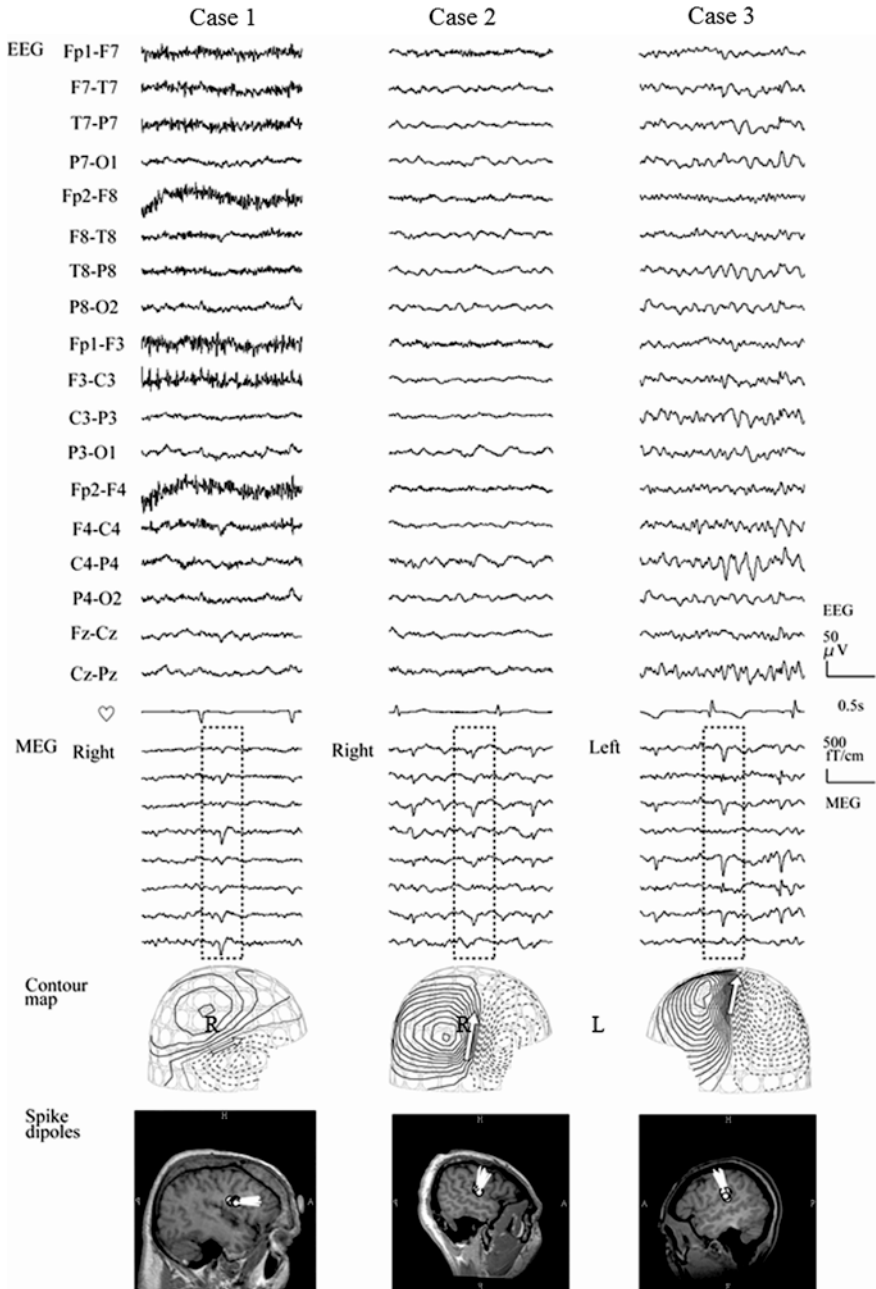 Case 1 Case 2 Case 3
EEG Fp1-F7
F7-T7
T7-P7
P7-O1
Fp2-F8
F8-T8
T8-P8
P8-O2
Fp1-F3
F3-C3
C3-P3
P3-O1
Fp2-F4
F4-C4
C4-P4
P4-O2
Fz-Cz
Cz-Pz
EEG
50
μV
0.5s
MEG Right Right Left
500
fT/cm
MEG
Contour
map
R R L
Spike
dipoles
H H H
P A P A A P
P